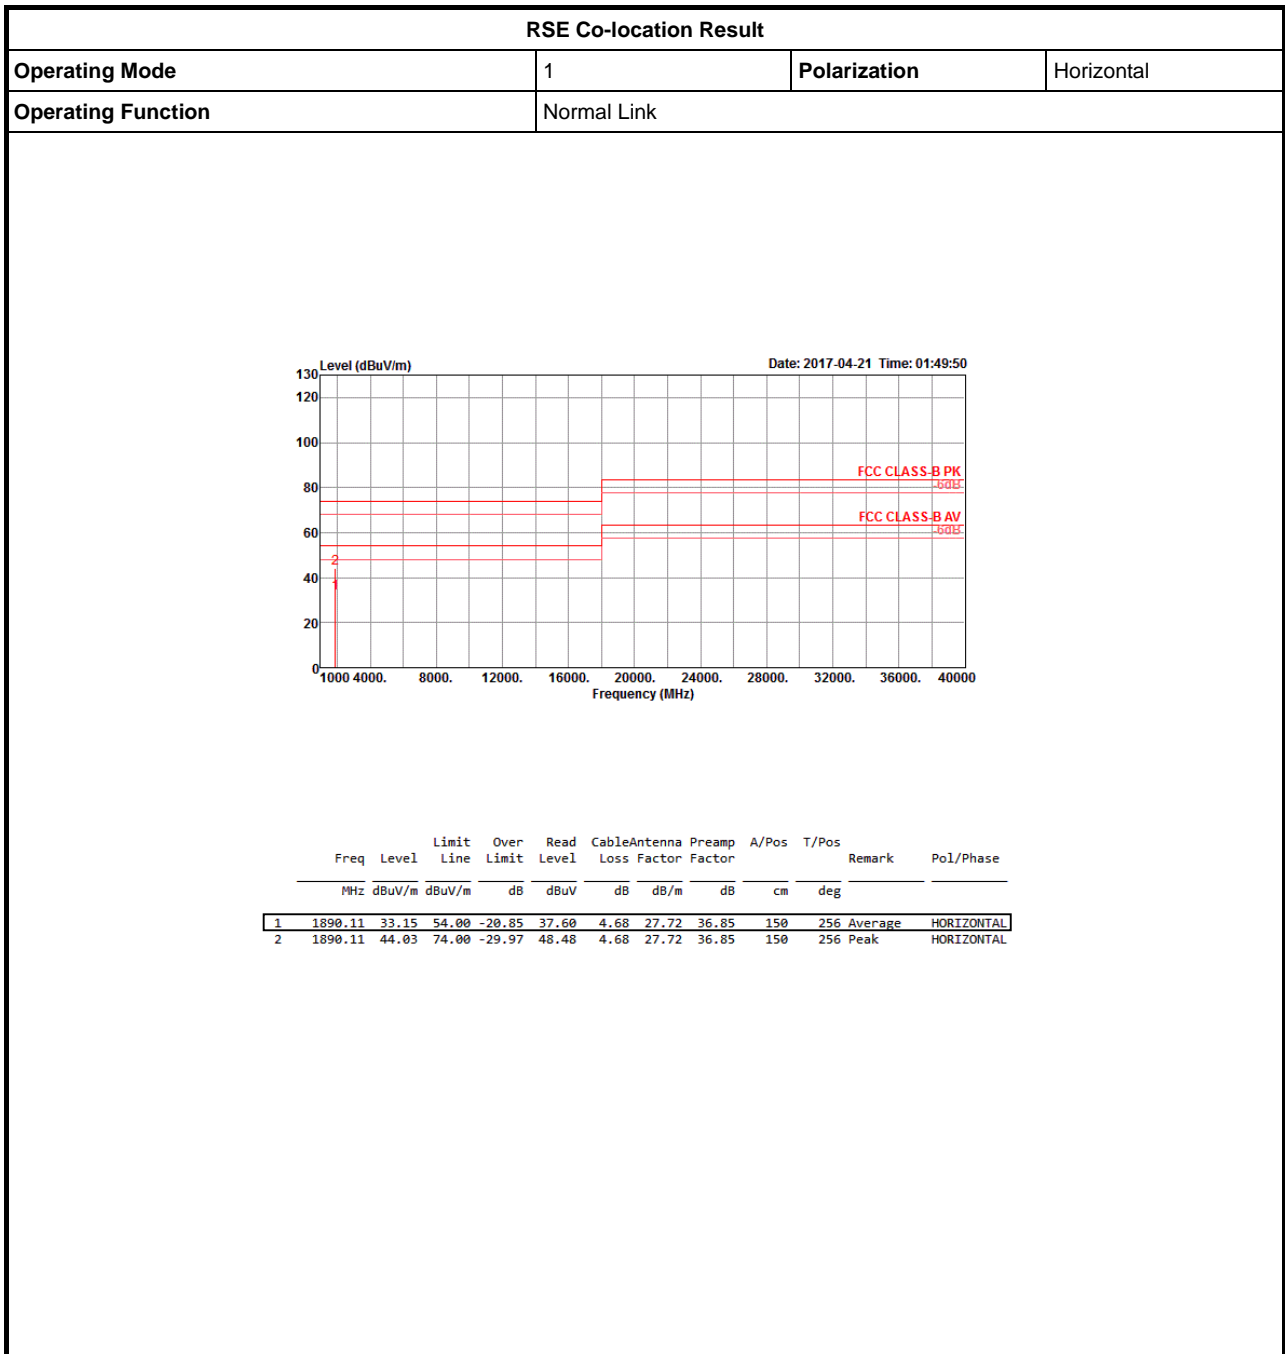 RSE Co-location Result
Operating Mode 1 Polarization Horizontal
Operating Function Normal Link
Level (dBuV/m) Date: 2017-04-21 Time: 01:49:50
130
120
100
FCC CLASS-B PK
80 -6dB
FCC CLASS-B AV
60 -6dB
2
40
1
20
0
1000 4000. 8000. 12000. 16000. 20000. 24000. 28000. 32000. 36000. 40000
Frequency (MHz)
Limit Over Read CableAntenna Preamp A/Pos T/Pos
Freq Level Line Limit Level Loss Factor Factor Remark Pol/Phase
MHz dBuV/m dBuV/m dB dBuV dB dB/m dB cm deg
1 1890.11 33.15 54.00 -20.85 37.60 4.68 27.72 36.85 150 256 Average HORIZONTAL
2 1890.11 44.03 74.00 -29.97 48.48 4.68 27.72 36.85 150 256 Peak HORIZONTAL